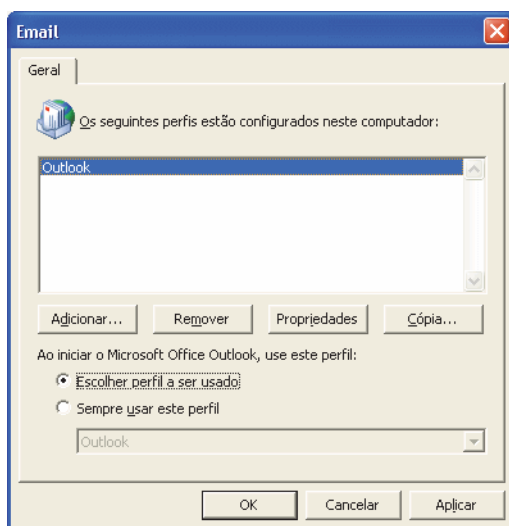 Email
Geral
Os seguintes perfis estão configurados neste computador:
Outlook
Adicionar... Remover Propriedades Cópia...
Ao iniciar o Microsoft Office Outlook, use este perfil:
Escolher perfil a ser usado
Sempre usar este perfil
Outlook
OK Cancelar Aplicar